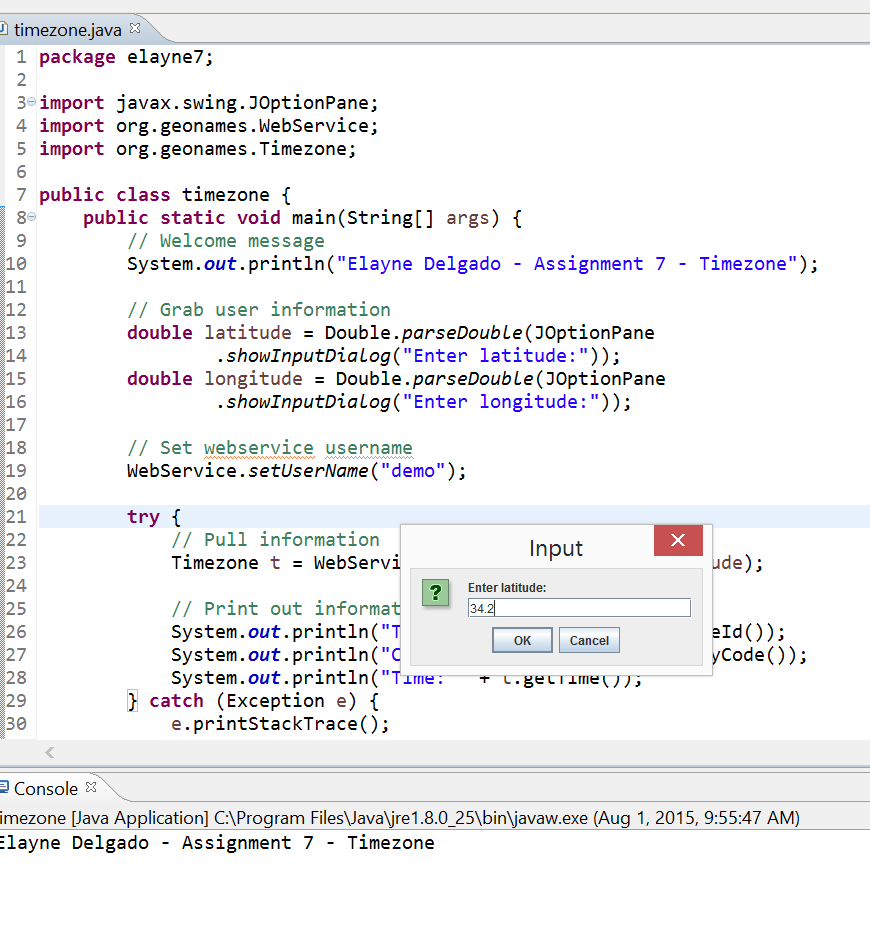 timezone.java
1 package elayne7;
2
3 import javax.swing.JOptionPane;
4 import org.geonames.WebService;
5 import org.geonames.Timezone;
6
7 public class timezone {
8 public static void main(String[] args) {
9 // Welcome message
10 System.out.println("Elayne Delgado - Assignment 7 - Timezone");
11
12 // Grab user information
13 double latitude = Double.parseDouble(JOptionPane
14 .showInputDialog("Enter latitude:"));
15 double longitude = Double.parseDouble(JOptionPane
16 .showInputDialog("Enter longitude:"));
17
18 // Set webservice username
19 WebService.setUserName("demo");
20
21 try {
22 // Pull information
23 Timezone t = WebServi ude);
24
25 // Print out informat
26 System.out.println("T eId());
27 System.out.println("C yCode());
28 System.out.println("Time: + t.getTime());
29 } catch (Exception e) {
30 e.printStackTrace();
Input
Enter latitude:
34.2
OK Cancel
Console
imezone [Java Application] C:\Program Files\Java\jre1.8.0_25\bin\javaw.exe (Aug 1, 2015, 9:55:47 AM)
Elayne Delgado - Assignment 7 - Timezone